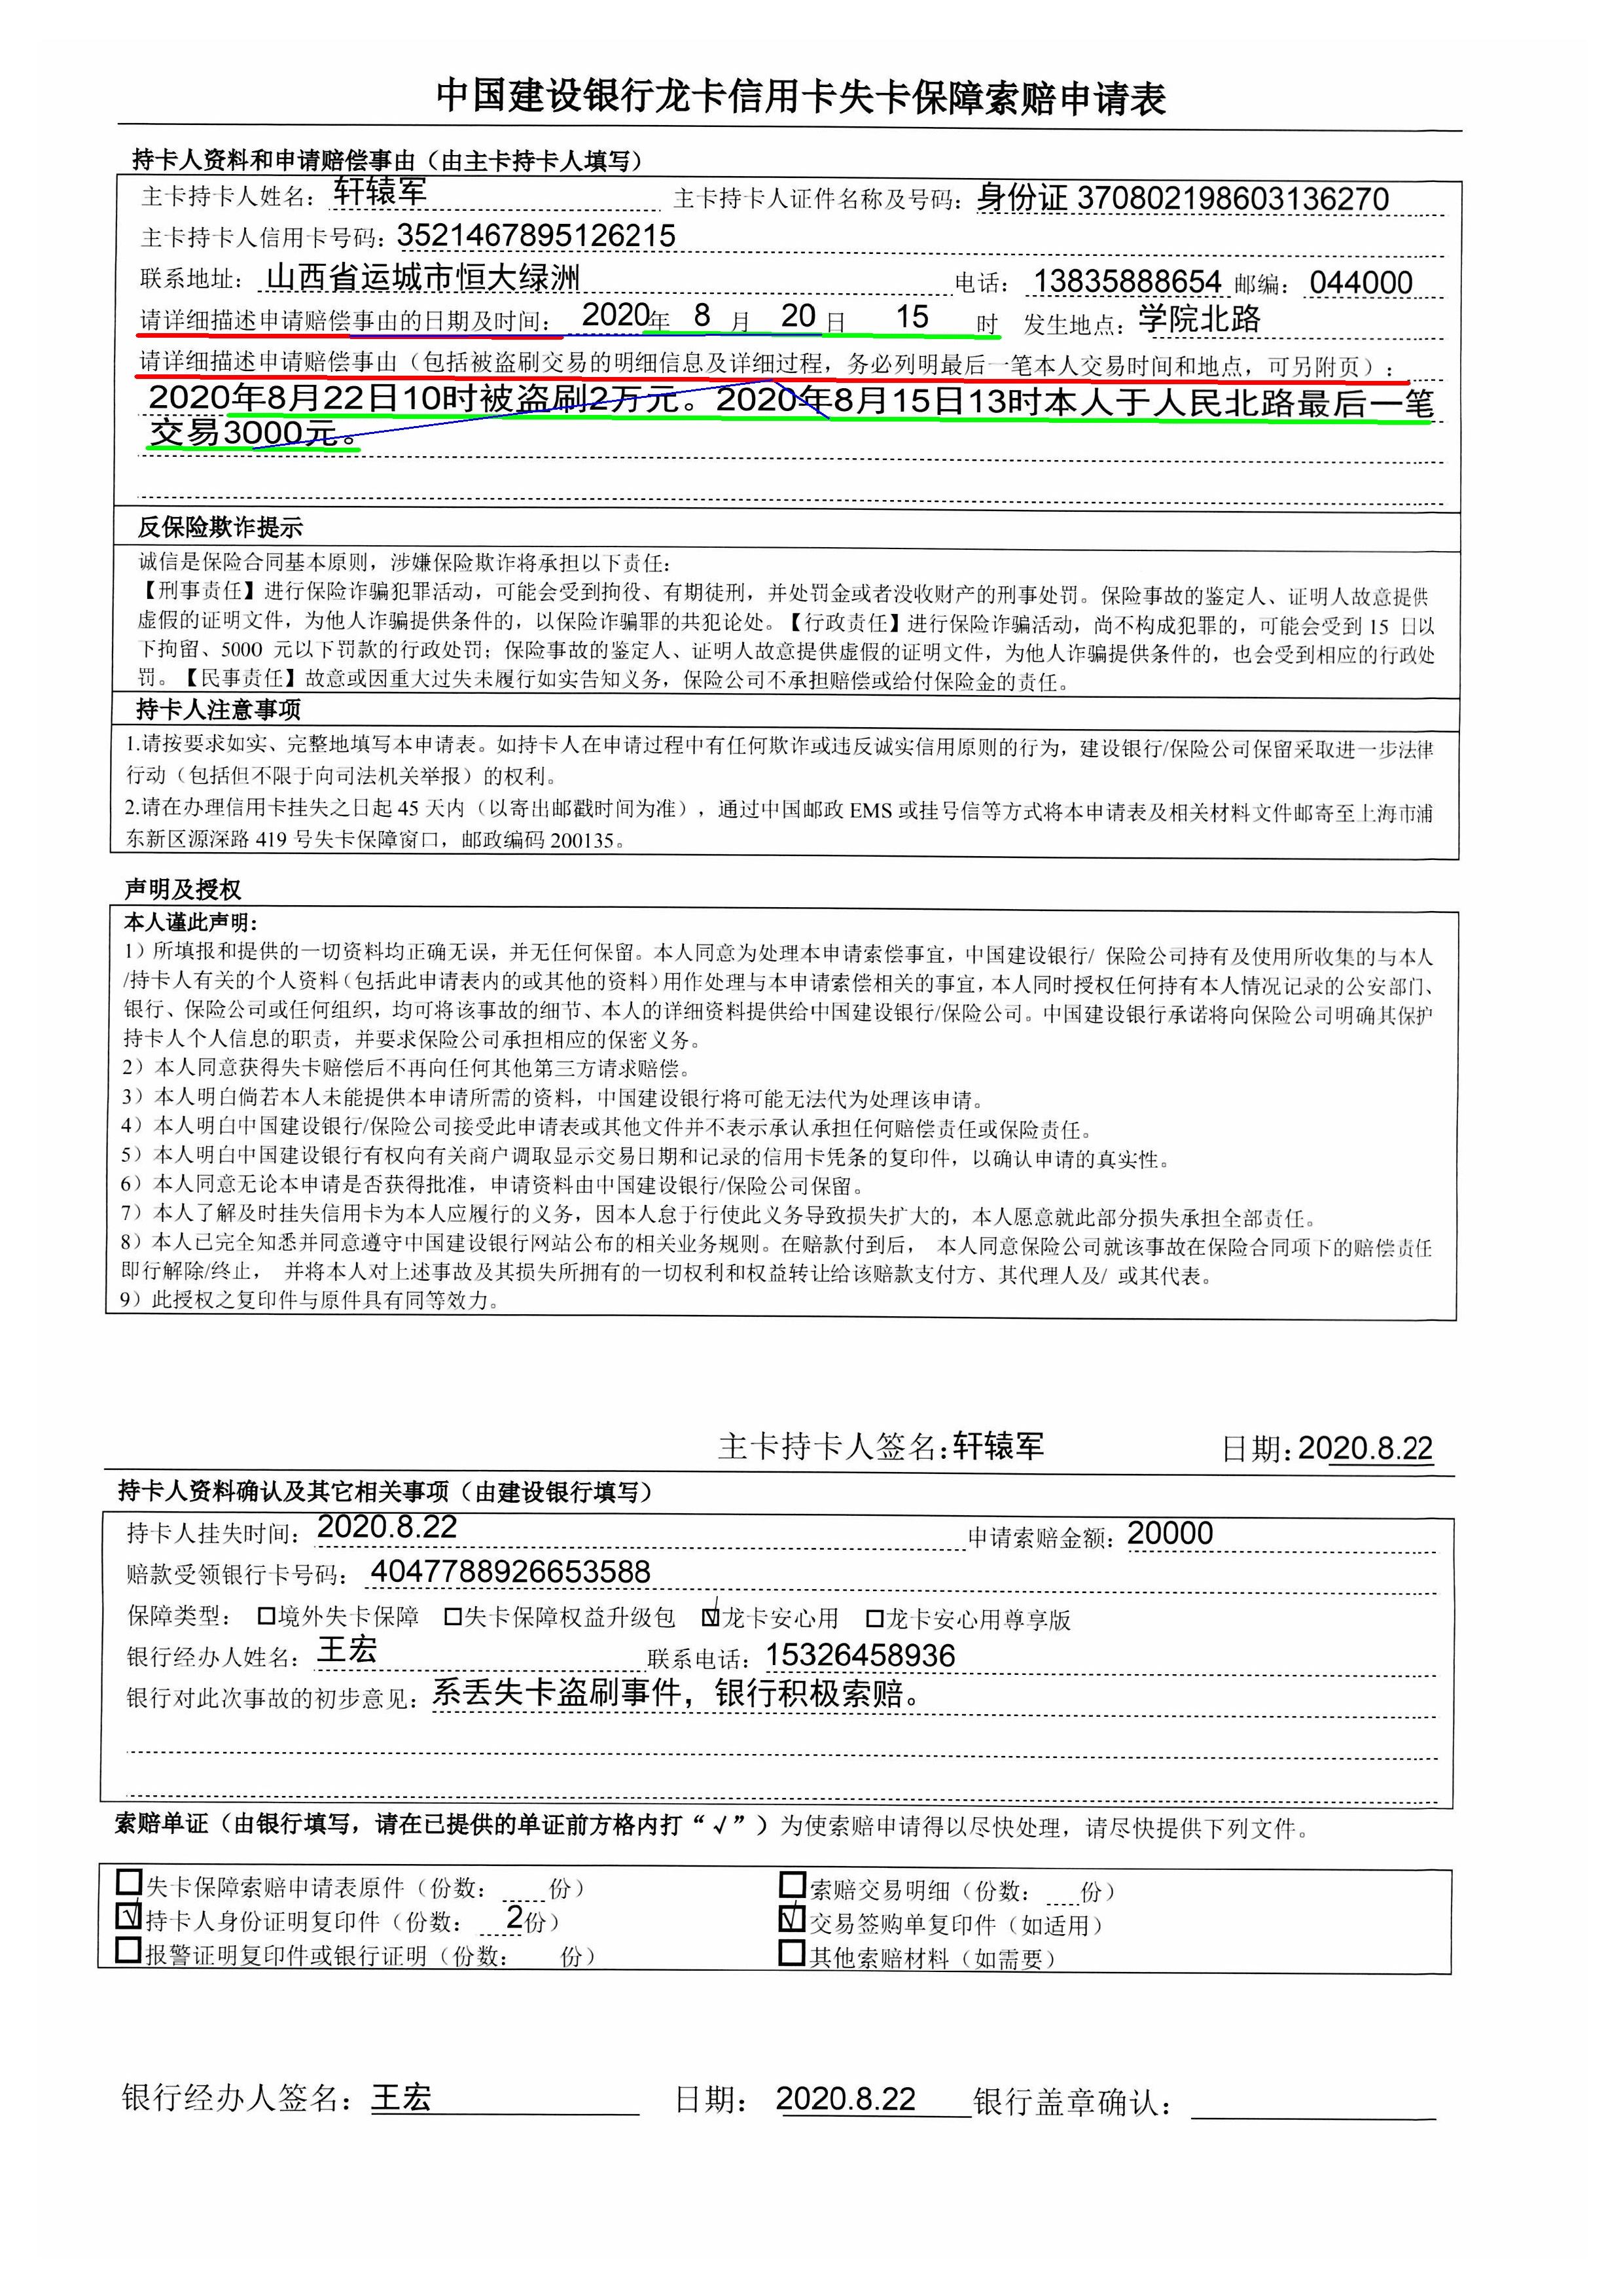 中国建设银行龙卡信用卡失卡保障索赔申请表
持卡人资料和申请赔偿事由（由主卡持卡人填写）
主卡持卡人姓名：轩辕军 主卡持卡人证件名称及号码：身份证 370802198603136270
主卡持卡人信用卡号码：3521467895126215
联系地址：山西省运城市恒大绿洲 电话：13835888654 邮编：044000
请详细描述申请赔偿事由的日期及时间：2020年 8 月 20 日 15 时 发生地点：学院北路
请详细描述申请赔偿事由（包括被盗刷交易的明细信息及详细过程，务必列明最后一笔本人交易时间和地点，可另附页）：
2020年8月22日10时被盗刷2万元。2020年8月15日13时本人于人民北路最后一笔
交易3000元。
反保险欺诈提示
诚信是保险合同基本原则，涉嫌保险欺诈将承担以下责任：
【刑事责任】进行保险诈骗犯罪活动，可能会受到拘役、有期徒刑，并处罚金或者没收财产的刑事处罚。保险事故的鉴定人、证明人故意提供
虚假的证明文件，为他人诈骗提供条件的，以保险诈骗罪的共犯论处。【行政责任】进行保险诈骗活动，尚不构成犯罪的，可能会受到 15 日以
下拘留、5000 元以下罚款的行政处罚；保险事故的鉴定人、证明人故意提供虚假的证明文件，为他人诈骗提供条件的，也会受到相应的行政处
罚。【民事责任】故意或因重大过失未履行如实告知义务，保险公司不承担赔偿或给付保险金的责任。
持卡人注意事项
1.请按要求如实、完整地填写本申请表。如持卡人在申请过程中有任何欺诈或违反诚实信用原则的行为，建设银行/保险公司保留采取进一步法律
行动（包括但不限于向司法机关举报）的权利。
2.请在办理信用卡挂失之日起 45 天内（以寄出邮戳时间为准），通过中国邮政 EMS 或挂号信等方式将本申请表及相关材料文件邮寄至上海市浦
东新区源深路 419 号失卡保障窗口，邮政编码 200135。
声明及授权
本人谨此声明：
1）所填报和提供的一切资料均正确无误，并无任何保留。本人同意为处理本申请索偿事宜，中国建设银行/ 保险公司持有及使用所收集的与本人
/持卡人有关的个人资料（包括此申请表内的或其他的资料）用作处理与本申请索偿相关的事宜，本人同时授权任何持有本人情况记录的公安部门、
银行、保险公司或任何组织，均可将该事故的细节、本人的详细资料提供给中国建设银行/保险公司。中国建设银行承诺将向保险公司明确其保护
持卡人个人信息的职责，并要求保险公司承担相应的保密义务。
2）本人同意获得失卡赔偿后不再向任何其他第三方请求赔偿。
3）本人明白倘若本人未能提供本申请所需的资料，中国建设银行将可能无法代为处理该申请。
4）本人明白中国建设银行/保险公司接受此申请表或其他文件并不表示承认承担任何赔偿责任或保险责任。
5）本人明白中国建设银行有权向有关商户调取显示交易日期和记录的信用卡凭条的复印件，以确认申请的真实性。
6）本人同意无论本申请是否获得批准，申请资料由中国建设银行/保险公司保留。
7）本人了解及时挂失信用卡为本人应履行的义务，因本人怠于行使此义务导致损失扩大的，本人愿意就此部分损失承担全部责任。
8）本人已完全知悉并同意遵守中国建设银行网站公布的相关业务规则。在赔款付到后， 本人同意保险公司就该事故在保险合同项下的赔偿责任
即行解除/终止， 并将本人对上述事故及其损失所拥有的一切权利和权益转让给该赔款支付方、其代理人及/ 或其代表。
9）此授权之复印件与原件具有同等效力。
主卡持卡人签名：轩辕军 日期：2020.8.22
持卡人资料确认及其它相关事项（由建设银行填写）
持卡人挂失时间：2020.8.22 申请索赔金额：20000
赔款受领银行卡号码：4047788926653588
保障类型：□境外失卡保障 □失卡保障权益升级包 ☑龙卡安心用 □龙卡安心用尊享版
银行经办人姓名：王宏 联系电话：15326458936
银行对此次事故的初步意见：系丢失卡盗刷事件，银行积极索赔。
索赔单证（由银行填写，请在已提供的单证前方格内打“√”）为使索赔申请得以尽快处理，请尽快提供下列文件。
□失卡保障索赔申请表原件（份数： 份） □索赔交易明细（份数： 份）
☑持卡人身份证明复印件（份数： 2份） ☑交易签购单复印件（如适用）
□报警证明复印件或银行证明（份数： 份） □其他索赔材料（如需要）
银行经办人签名：王宏 日期： 2020.8.22 银行盖章确认：